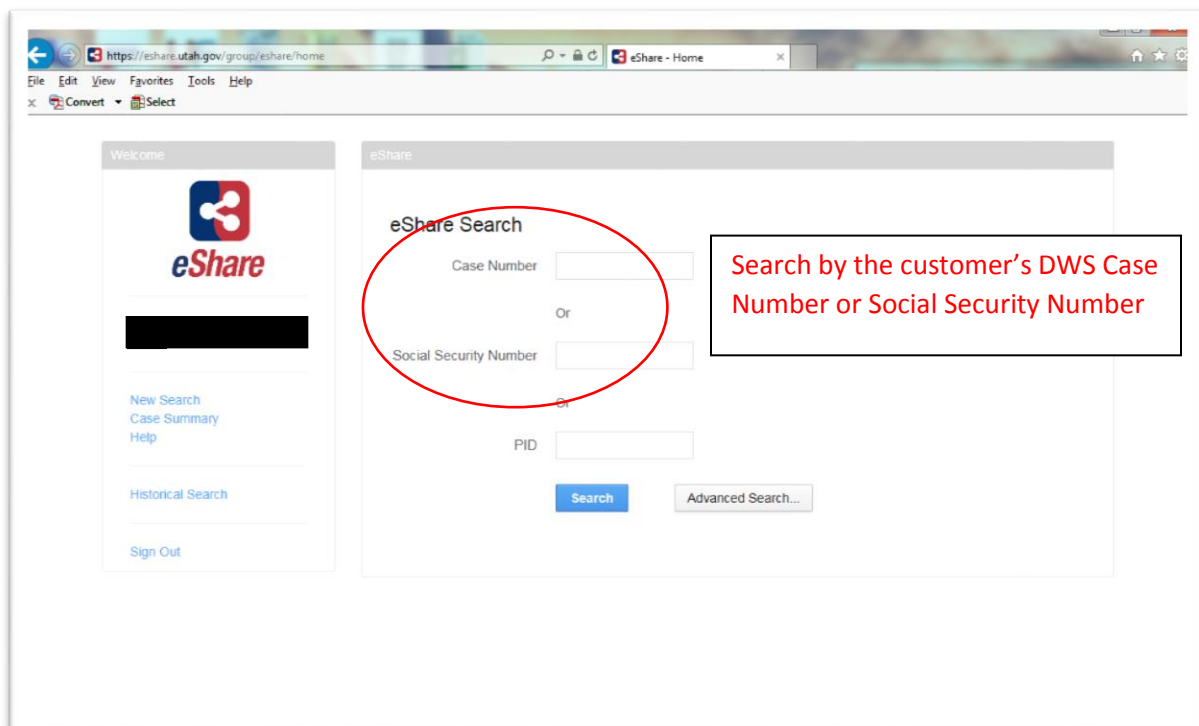 https://eshare.utah.gov/group/eshare/home
eShare - Home
File Edit View Favorites Tools Help
x Convert Select
Welcome
eShare
New Search
Case Summary
Help
Historical Search
Sign Out
eShare
eShare Search
Case Number
Or
Social Security Number
Or
PID
Search Advanced Search...
Search by the customer’s DWS Case
Number or Social Security Number